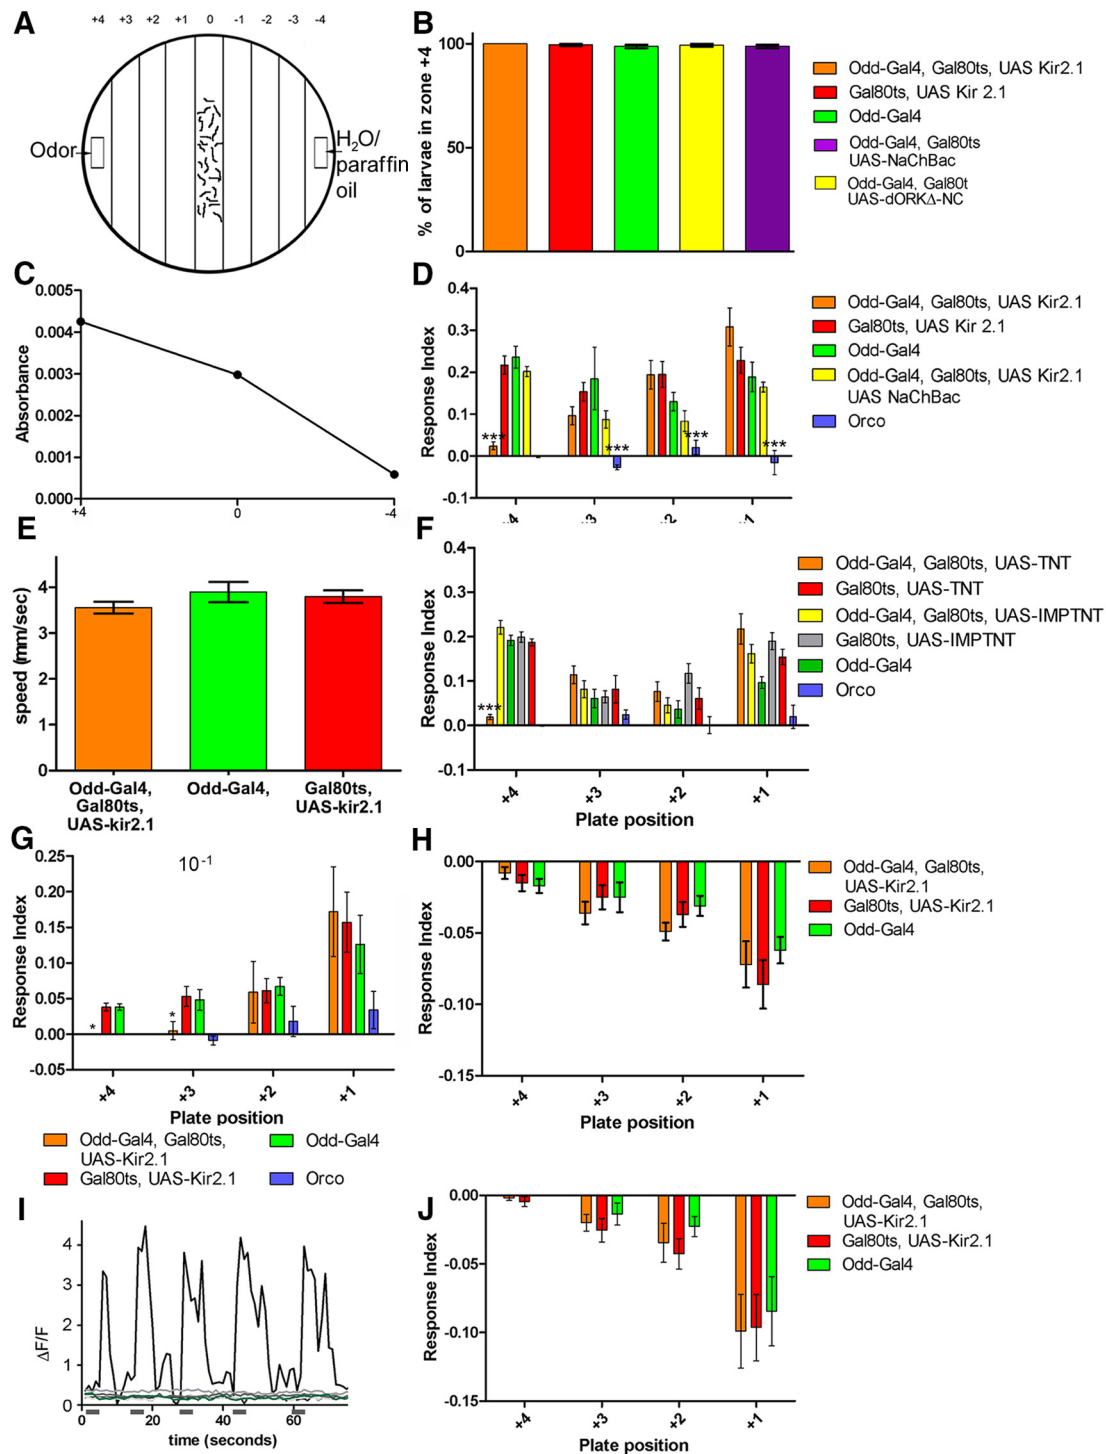 A
+4 +3 +2 +1 0 -1 -2 -3 -4
Odor
H2O/
paraffin
oil
B
% of larvae in zone +4
100
50
0
Odd-Gal4, Gal80ts, UAS Kir2.1
Gal80ts, UAS Kir 2.1
Odd-Gal4
Odd-Gal4, Gal80ts
UAS-NaChBac
Odd-Gal4, Gal80t
UAS-dORKΔ-NC
C
Absorbance
0.005
0.004
0.003
0.002
0.001
0.000
+4 0 -4
D
Response Index
0.4
0.3
0.2
0.1
0.0
-0.1
*** *** *** ***
+4 +3 +2 +1
Odd-Gal4, Gal80ts, UAS Kir2.1
Gal80ts, UAS Kir 2.1
Odd-Gal4
Odd-Gal4, Gal80ts, UAS Kir2.1
UAS NaChBac
Orco
E
speed (mm/sec)
4
3
2
1
0
Odd-Gal4,
Gal80ts,
UAS-kir2.1
Odd-Gal4,
Gal80ts,
UAS-kir2.1
F
Response Index
0.4
0.3
0.2
0.1
0.0
-0.1
***
+4 +3 +2 +1
Plate position
Odd-Gal4, Gal80ts, UAS-TNT
Gal80ts, UAS-TNT
Odd-Gal4, Gal80ts, UAS-IMPTNT
Gal80ts, UAS-IMPTNT
Odd-Gal4
Orco
G
10-1
Response Index
0.25
0.20
0.15
0.10
0.05
0.00
-0.05
* *
+4 +3 +2 +1
Plate position
Odd-Gal4, Gal80ts,
UAS-Kir2.1
Gal80ts, UAS-Kir2.1
Odd-Gal4
Orco
H
Response Index
0.00
-0.05
-0.10
-0.15
+4 +3 +2 +1
Plate position
Odd-Gal4, Gal80ts,
UAS-Kir2.1
Gal80ts, UAS-Kir2.1
Odd-Gal4
I
ΔF/F
4
3
2
1
0
0 20 40 60
time (seconds)
J
Response Index
0.00
-0.05
-0.10
-0.15
+4 +3 +2 +1
Plate position
Odd-Gal4, Gal80ts,
UAS-Kir2.1
Gal80ts, UAS-Kir2.1
Odd-Gal4